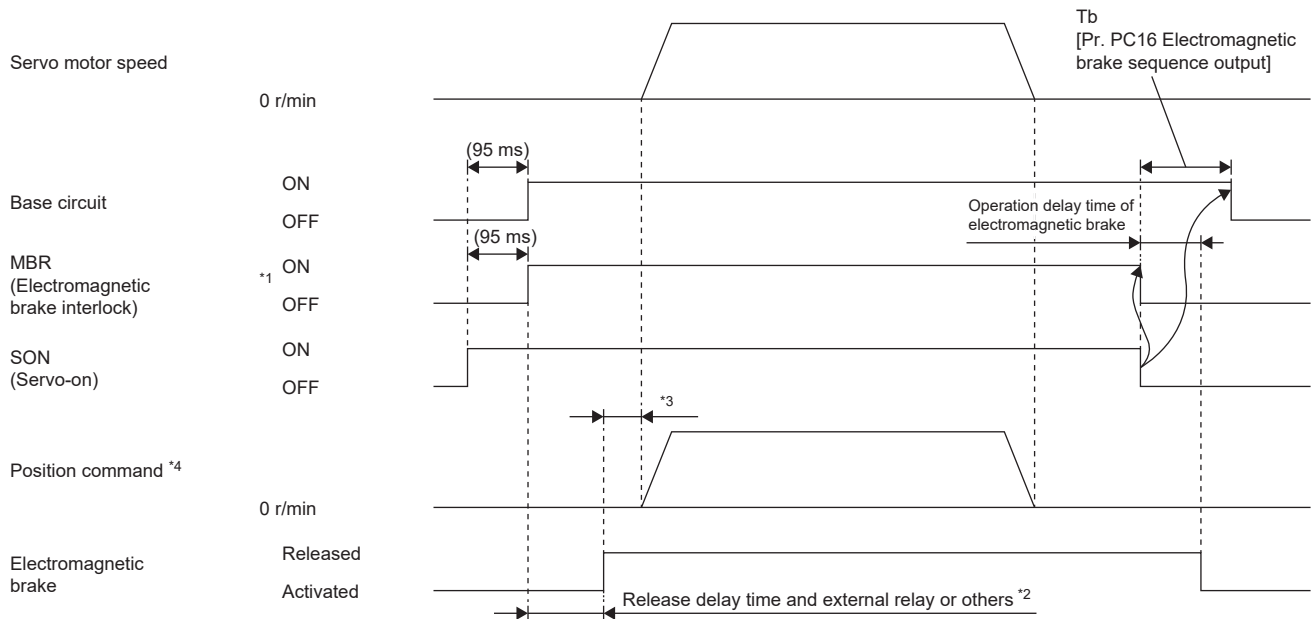 Tb
[Pr. PC16 Electromagnetic
brake sequence output]
Servo motor speed
0 r/min
(95 ms)
Base circuit
ON
OFF
Operation delay time of
electromagnetic brake
(95 ms)
MBR
(Electromagnetic
brake interlock)
*1
ON
OFF
SON
(Servo-on)
ON
OFF
*3
Position command *4
0 r/min
Electromagnetic
brake
Released
Activated
Release delay time and external relay or others *2